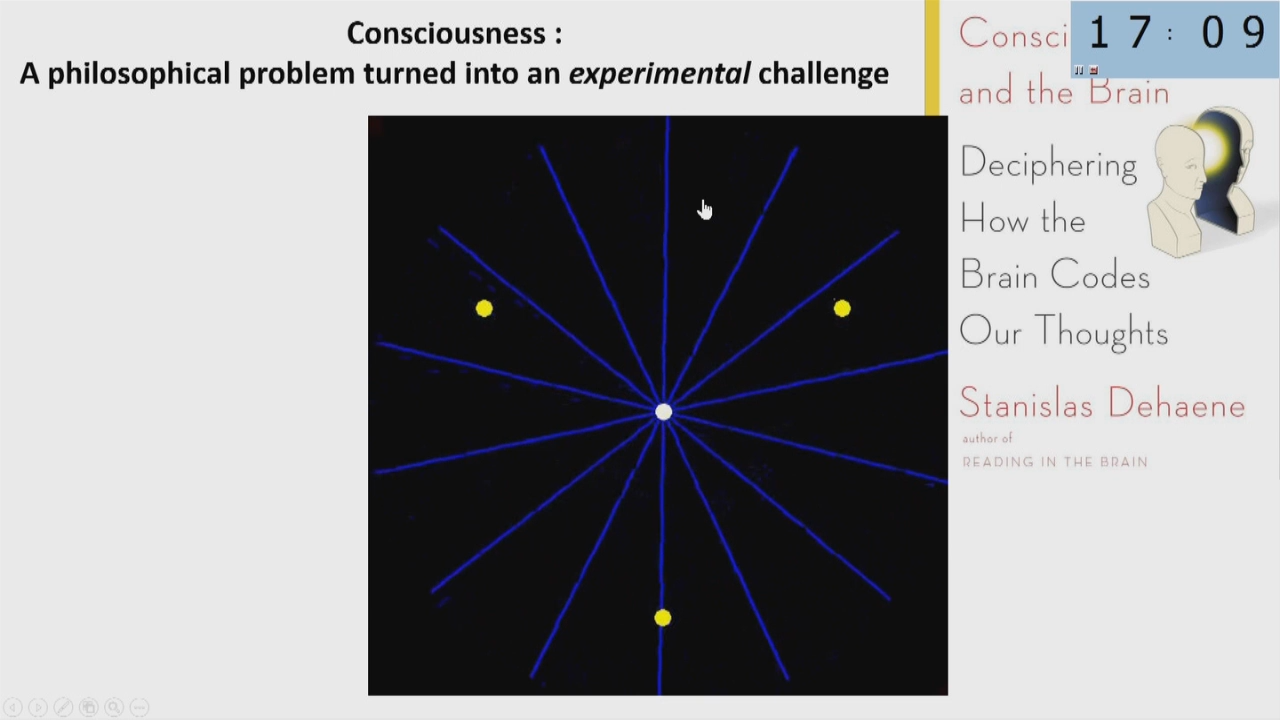 Consciousness :
A philosophical problem turned into an experimental challenge
17: 09
Consci
and the Brain
Deciphering
How the
Brain Codes
Our Thoughts
Stanislas Dehaene
author of
READING IN THE BRAIN